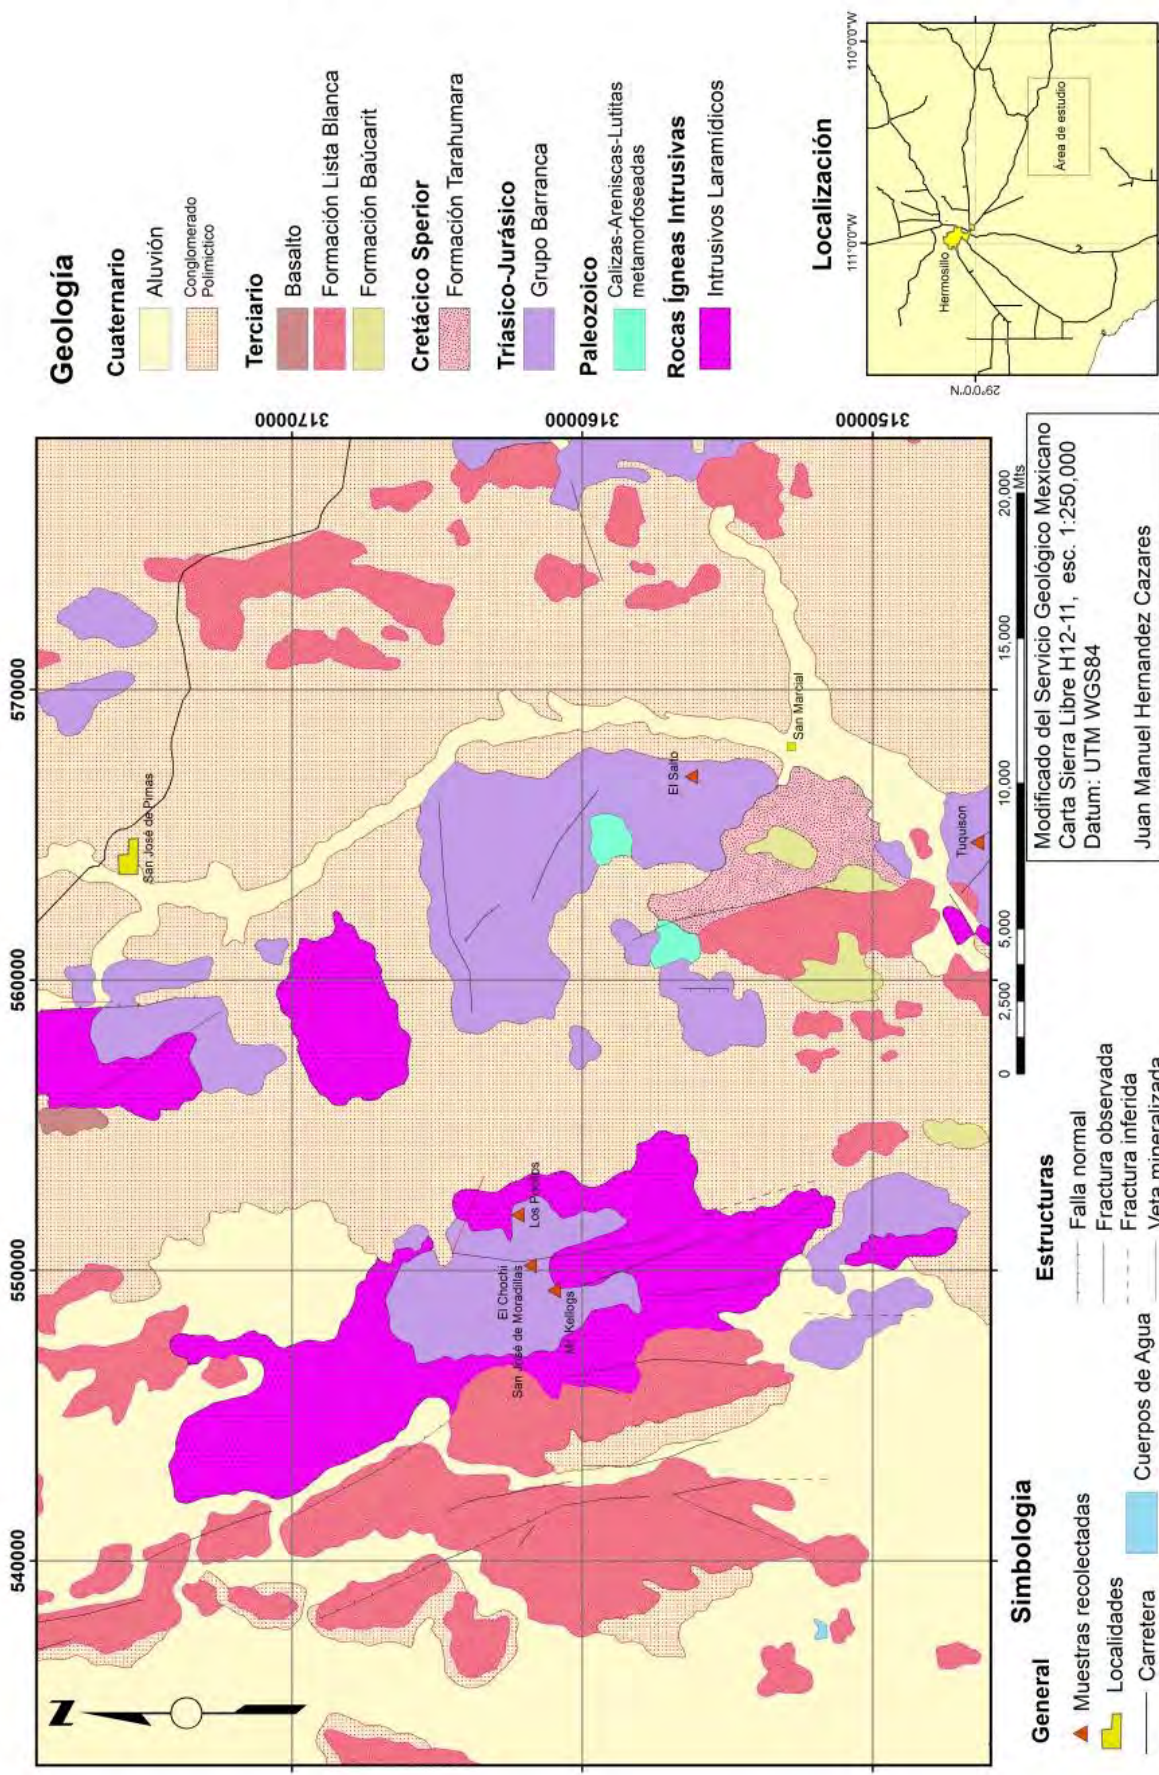 540000
550000
560000
570000
3170000
3160000
3150000
San José de Pimas
El Chochi
San José de Moradillas
Los Pocitos
Mr. Kellogs
El Salto
San Marcial
Tuquison
Geología
Cuaternario
Aluvión
Conglomerado
Polimictico
Terciario
Basalto
Formación Lista Blanca
Formación Baúcarit
Cretácico Sperior
Formación Tarahumara
Tríasico-Jurásico
Grupo Barranca
Paleozoico
Calizas-Areniscas-Lutitas
metamorfoseadas
Rocas Ígneas Intrusivas
Intrusivos Laramídicos
Localización
111°0'0"W
110°0'0"W
29°0'0"N
Hermosillo
Área de estudio
Simbologia
General
Muestras recolectadas
Localidades
Carretera
Cuerpos de Agua
Estructuras
Falla normal
Fractura observada
Fractura inferida
Veta mineralizada
0
2,500
5,000
10,000
15,000
20,000
Mts
Modificado del Servicio Geológico Mexicano
Carta Sierra Libre H12-11, esc. 1:250,000
Datum: UTM WGS84
Juan Manuel Hernandez Cazares